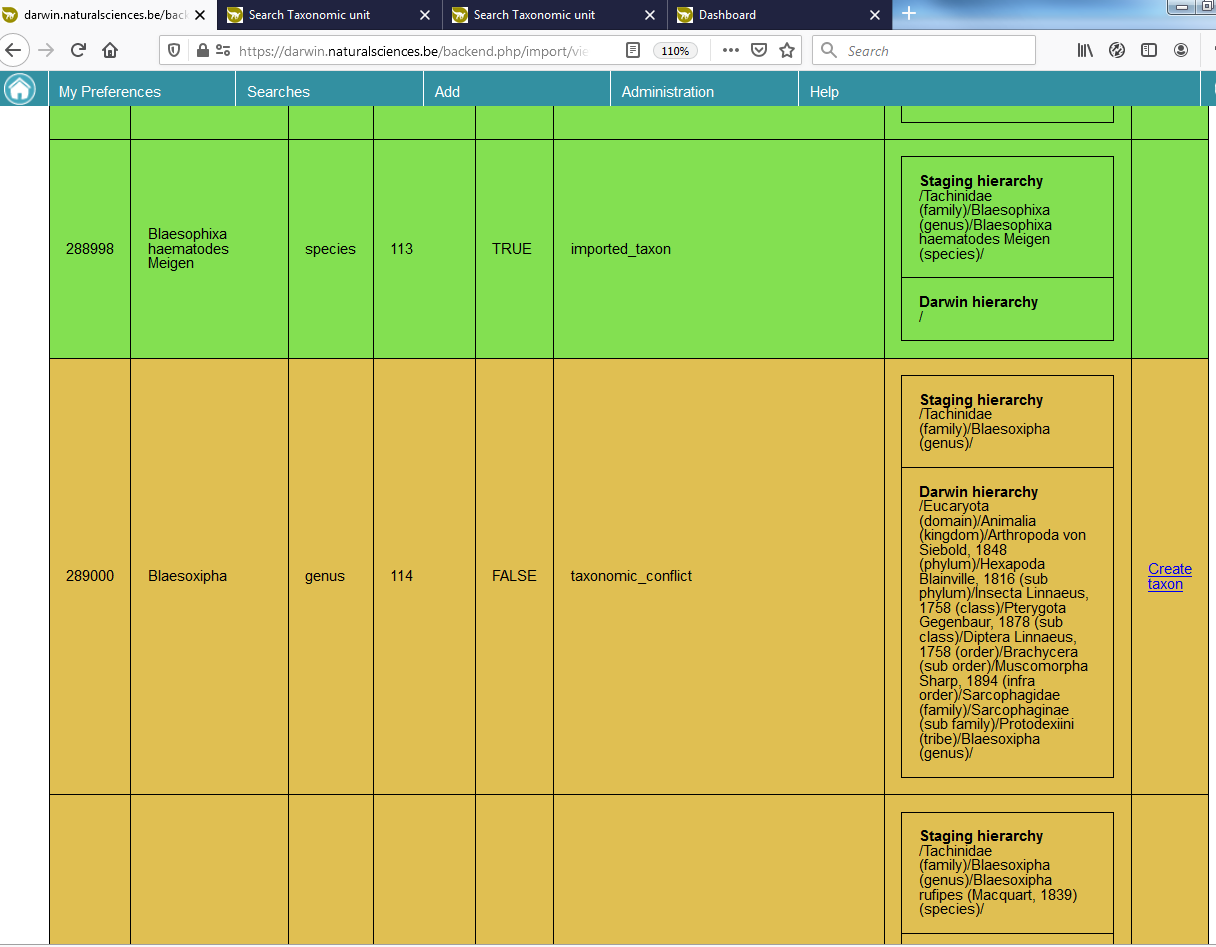 darwin.naturalsciences.be/back
Search Taxonomic unit
Search Taxonomic unit
Dashboard
https://darwin.naturalsciences.be/backend.php/import/vie
110%
Search
My Preferences
Searches
Add
Administration
Help
288998
Blaesophixa
haematodes
Meigen
species
113
TRUE
imported_taxon
Staging hierarchy
/Tachinidae
(family)/Blaesophixa
(genus)/Blaesophixa
haematodes Meigen
(species)/
Darwin hierarchy
/
289000
Blaesoxipha
genus
114
FALSE
taxonomic_conflict
Staging hierarchy
/Tachinidae
(family)/Blaesoxipha
(genus)/
Darwin hierarchy
/Eucaryota
(domain)/Animalia
(kingdom)/Arthropoda von
Siebold, 1848
(phylum)/Hexapoda
Blainville, 1816 (sub
phylum)/Insecta Linnaeus,
1758 (class)/Pterygota
Gegenbaur, 1878 (sub
class)/Diptera Linnaeus,
1758 (order)/Brachycera
(sub order)/Muscomorpha
Sharp, 1894 (infra
order)/Sarcophagidae
(family)/Sarcophaginae
(sub family)/Protodexiini
(tribe)/Blaesoxipha
(genus)/
Create
taxon
Staging hierarchy
/Tachinidae
(family)/Blaesoxipha
(genus)/Blaesoxipha
rufipes (Macquart, 1839)
(species)/